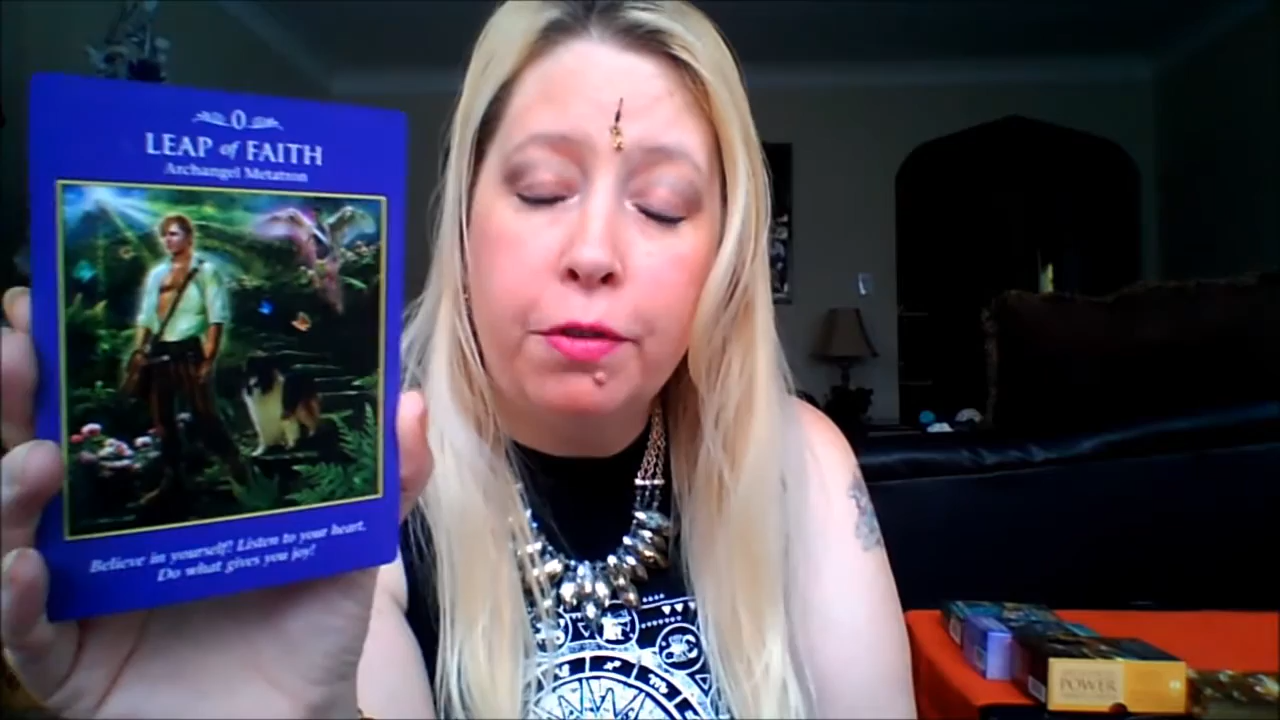 0
LEAP of FAITH
Archangel Metatron
Believe in yourself! Listen to your heart.
Do what gives you joy!
POWER